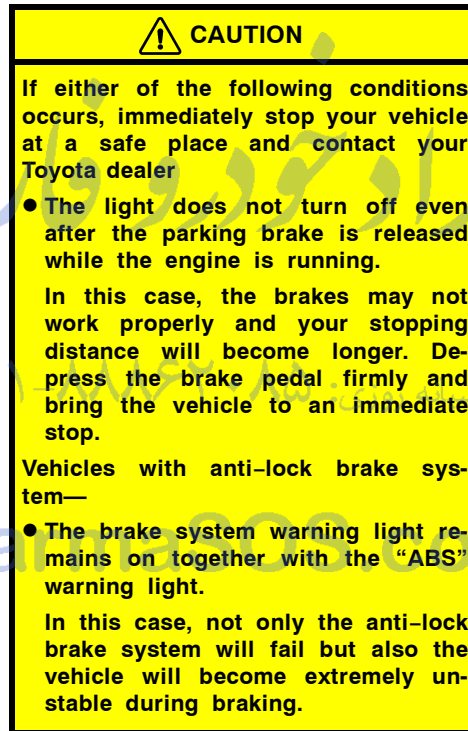 CAUTION
If either of the following conditions
occurs, immediately stop your vehicle
at a safe place and contact your
Toyota dealer
● The light does not turn off even
after the parking brake is released
while the engine is running.
In this case, the brakes may not
work properly and your stopping
distance will become longer. De-
press the brake pedal firmly and
bring the vehicle to an immediate
stop.
Vehicles with anti–lock brake sys-
tem—
● The brake system warning light re-
mains on together with the “ABS”
warning light.
In this case, not only the anti–lock
brake system will fail but also the
vehicle will become extremely un-
stable during braking.
armaSOS.co